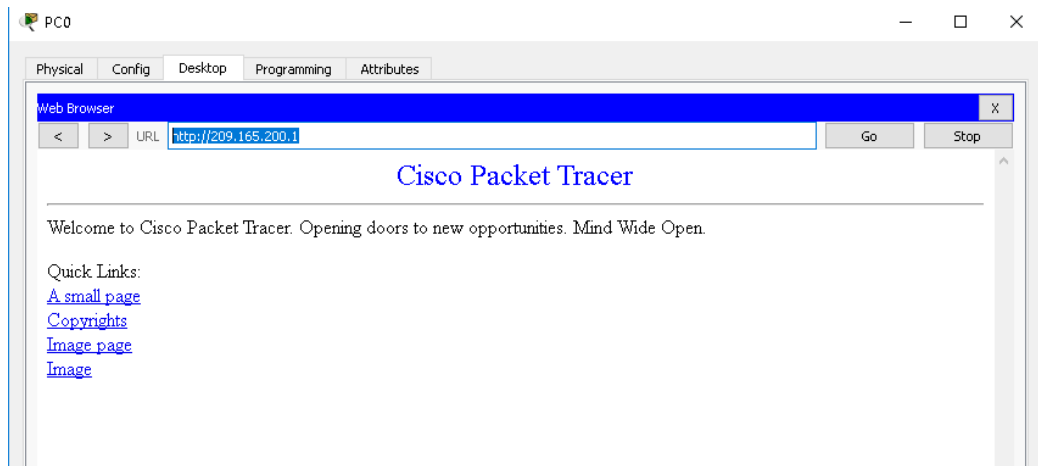 PC0
Physical Config Desktop Programming Attributes
Web Browser X
< > URL http://209.165.200.1 Go Stop
Cisco Packet Tracer
Welcome to Cisco Packet Tracer. Opening doors to new opportunities. Mind Wide Open.
Quick Links:
A small page
Copyrights
Image page
Image